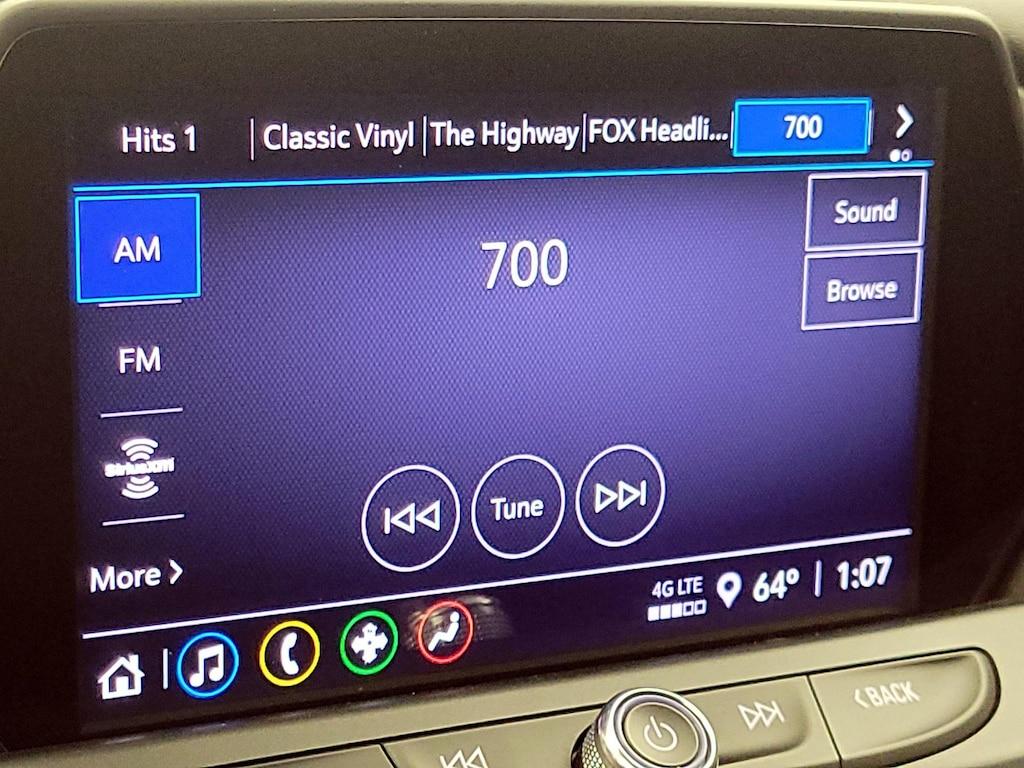 Hits 1
Classic Vinyl
The Highway
FOX Headli...
700
AM
700
Sound
Browse
FM
SiriusXM
Tune
More
4G LTE
64° 1:07
BACK